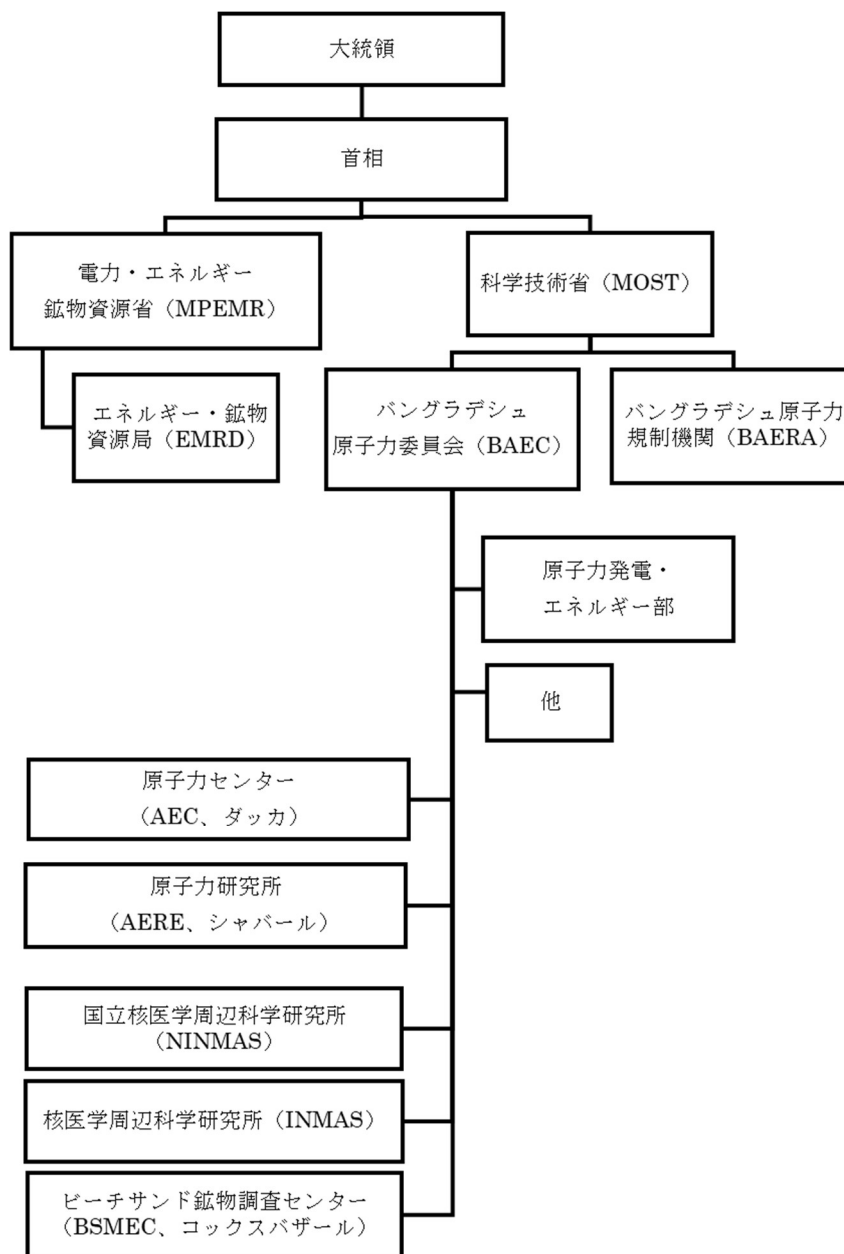 大統領
首相
電力・エネルギー
鉱物資源省（MPEMR）
科学技術省（MOST）
エネルギー・鉱物
資源局（EMRD）
バングラデシュ
原子力委員会（BAEC）
バングラデシュ原子力
規制機関（BAERA）
原子力発電・
エネルギー部
他
原子力センター
（AEC、ダッカ）
原子力研究所
（AERE、シャバール）
国立核医学周辺科学研究所
（NINMAS）
核医学周辺科学研究所（INMAS）
ビーチサンド鉱物調査センター
（BSMEC、コックスバザール）